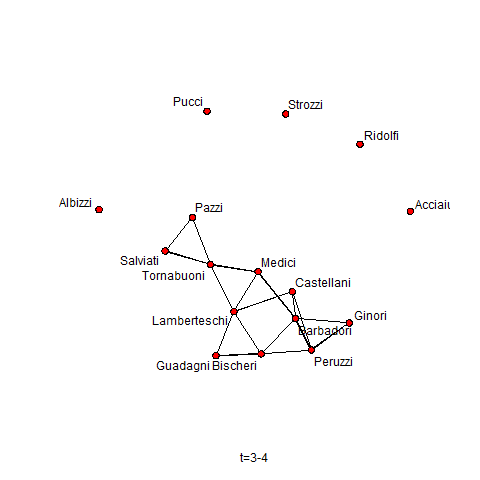 Pucci
Strozzi
Ridolfi
Albizzi
Pazzi
Acciaiu
Salviati
Medici
Tornabuoni
Castellani
Lamberteschi
Ginori
Barbadori
Guadagni
Bischeri
Peruzzi
t=3-4